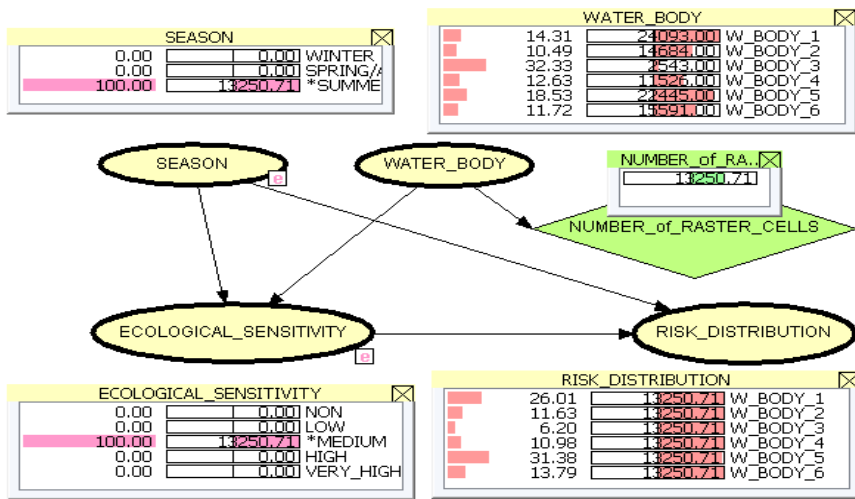 SEASON
0.00 0.00 WINTER
0.00 0.00 SPRING/
100.00 13250.71 *SUMME
WATER_BODY
14.31 24093.00 W_BODY_1
10.49 14684.00 W_BODY_2
32.33 2543.00 W_BODY_3
12.63 11526.00 W_BODY_4
18.53 22445.00 W_BODY_5
11.72 15591.00 W_BODY_6
SEASON
e
WATER_BODY
NUMBER_of_RA..
13250.71
NUMBER_of_RASTER_CELLS
ECOLOGICAL_SENSITIVITY
e
RISK_DISTRIBUTION
ECOLOGICAL_SENSITIVITY
0.00 0.00 NON
0.00 0.00 LOW
100.00 13250.71 *MEDIUM
0.00 0.00 HIGH
0.00 0.00 VERY_HIGH
RISK_DISTRIBUTION
26.01 13250.71 W_BODY_1
11.63 13250.71 W_BODY_2
6.20 13250.71 W_BODY_3
10.98 13250.71 W_BODY_4
31.38 13250.71 W_BODY_5
13.79 13250.71 W_BODY_6